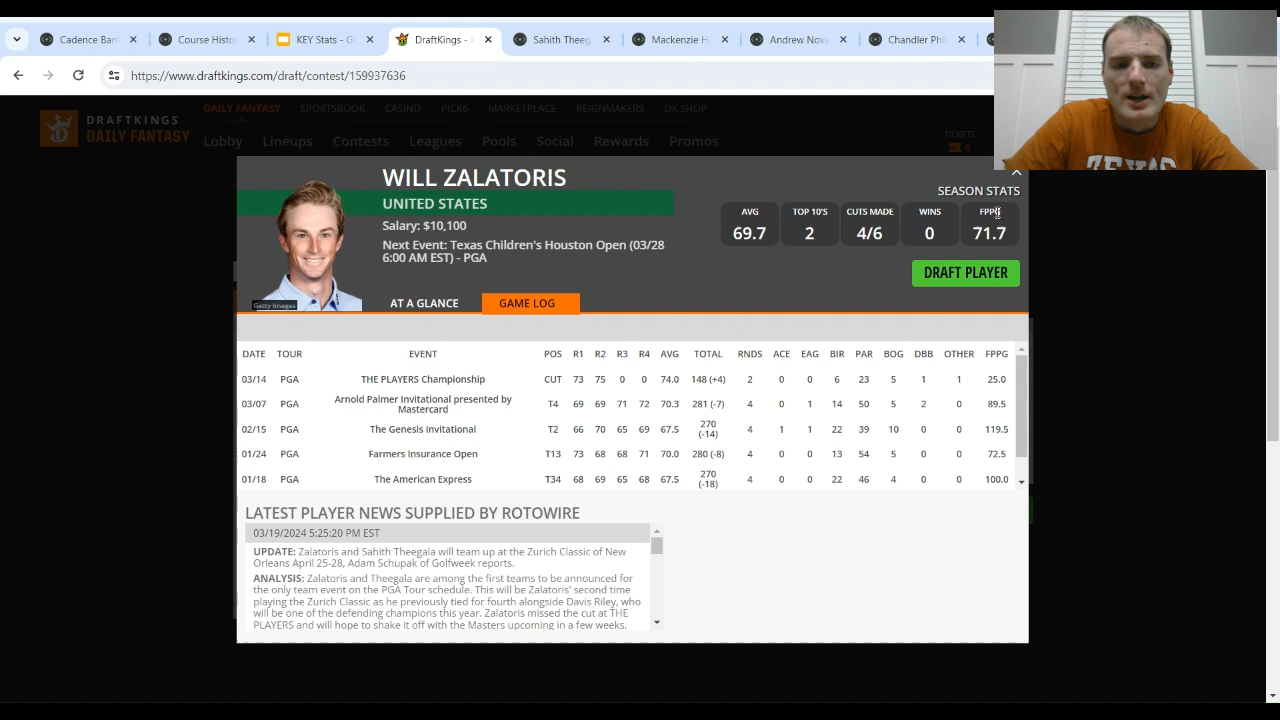 Cadence Ban
Course Histo
KEY Stats - G
DraftKings -
Sahith Theeg
Mackenzie H
Andrew Nova
Chandler Phil
https://www.draftkings.com/draft/contest/159937636
DRAFTKINGS
DAILY FANTASY
DAILY FANTASY SPORTSBOOK CASINO PICK6 MARKETPLACE REIGNMAKERS DK SHOP
Lobby Lineups Contests Leagues Pools Social Rewards Promos
TICKETS
0
TEXAS
WILL ZALATORIS
UNITED STATES
Salary: $10,100
Next Event: Texas Children's Houston Open (03/28
6:00 AM EST) - PGA
Getty Images
SEASON STATS
AVG TOP 10'S CUTS MADE WINS FPPG
69.7 2 4/6 0 71.7
DRAFT PLAYER
AT A GLANCE GAME LOG
DATE TOUR EVENT POS R1 R2 R3 R4 AVG TOTAL RNDS ACE EAG BIR PAR BOG DBB OTHER FPPG
03/14 PGA THE PLAYERS Championship CUT 73 75 0 0 74.0 148 (+4) 2 0 0 6 23 5 1 1 25.0
03/07 PGA Arnold Palmer Invitational presented by
Mastercard T4 69 69 71 72 70.3 281 (-7) 4 0 1 14 50 5 2 0 89.5
02/15 PGA The Genesis Invitational T2 66 70 65 69 67.5 270
(-14) 4 1 1 22 39 10 0 0 119.5
01/24 PGA Farmers Insurance Open T13 73 68 68 71 70.0 280 (-8) 4 0 0 13 54 5 0 0 72.5
01/18 PGA The American Express T34 68 69 65 68 67.5 270
(-18) 4 0 0 22 46 4 0 0 100.0
LATEST PLAYER NEWS SUPPLIED BY ROTOWIRE
03/19/2024 5:25:20 PM EST
UPDATE: Zalatoris and Sahith Theegala will team up at the Zurich Classic of New
Orleans April 25-28, Adam Schupak of Golfweek reports.
ANALYSIS: Zalatoris and Theegala are among the first teams to be announced for
the only team event on the PGA Tour schedule. This will be Zalatoris' second time
playing the Zurich Classic as he previously tied for fourth alongside Davis Riley, who
will be one of the defending champions this year. Zalatoris missed the cut at THE
PLAYERS and will hope to shake it off with the Masters upcoming in a few weeks.